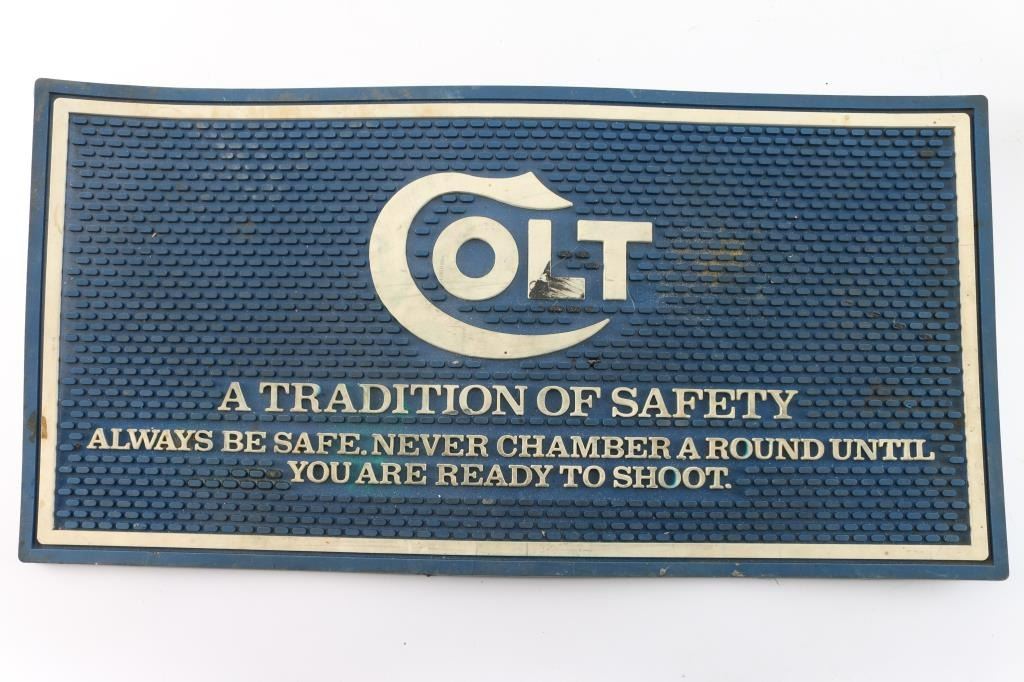 COLT
A TRADITION OF SAFETY
ALWAYS BE SAFE. NEVER CHAMBER A ROUND UNTIL
YOU ARE READY TO SHOOT.